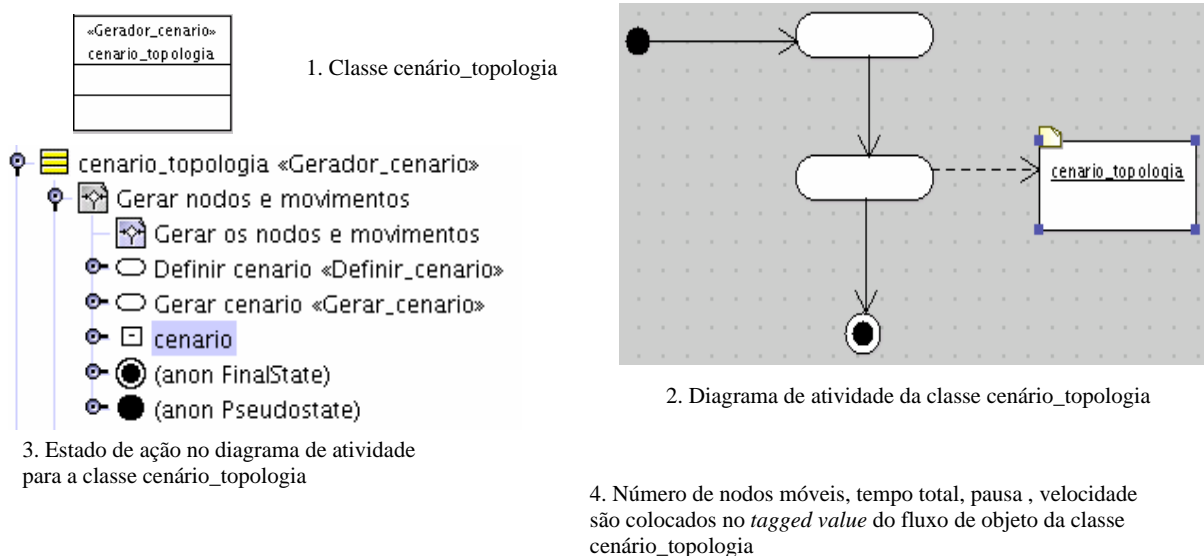 «Gerador_cenario»
cenario_topologia
1. Classe cenário_topologia
cenario_topologia «Gerador_cenario»
Gerar nodos e movimentos
Gerar os nodos e movimentos
Definir cenario «Definir_cenario»
Gerar cenario «Gerar_cenario»
cenario
(anon FinalState)
(anon Pseudostate)
3. Estado de ação no diagrama de atividade
para a classe cenário_topologia
cenario_topologia
2. Diagrama de atividade da classe cenário_topologia
4. Número de nodos móveis, tempo total, pausa , velocidade
são colocados no tagged value do fluxo de objeto da classe
cenário_topologia